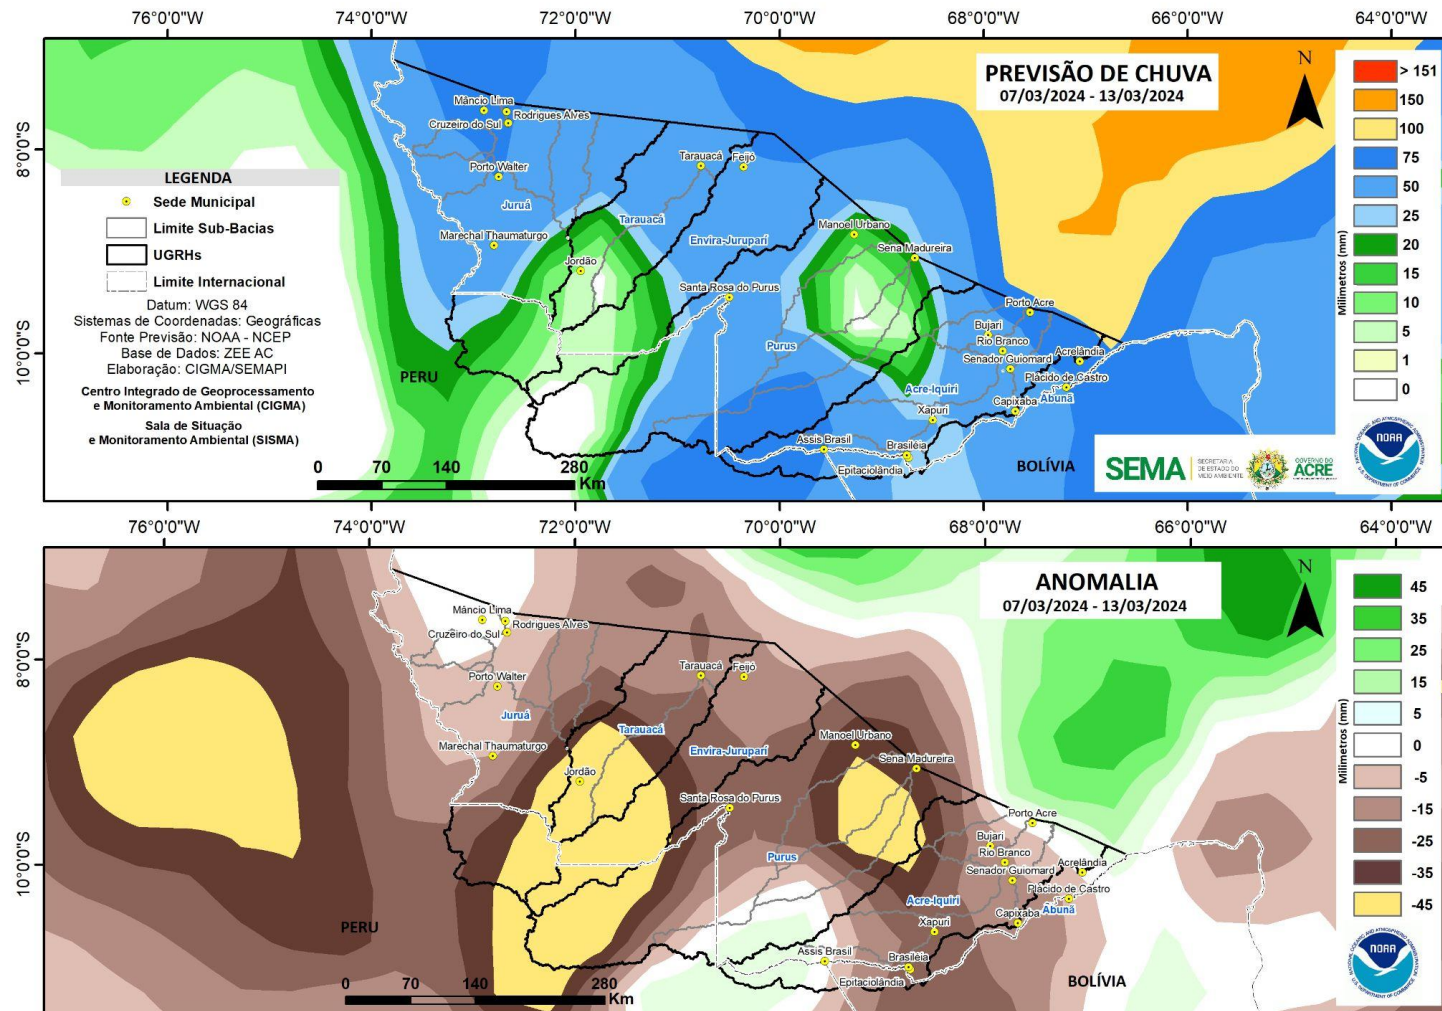 76°0'0"W 74°0'0"W 72°0'0"W 70°0'0"W 68°0'0"W 66°0'0"W 64°0'0"W
8°0'0"S
10°0'0"S
PREVISÃO DE CHUVA
07/03/2024 - 13/03/2024
N
> 151
150
100
75
50
25
20
15
10
5
1
0
Milimetros (mm)
LEGENDA
Sede Municipal
Limite Sub-Bacias
UGRHs
Limite Internacional
Datum: WGS 84
Sistemas de Coordenadas: Geográficas
Fonte Previsão: NOAA - NCEP
Base de Dados: ZEE AC
Elaboração: CIGMA/SEMAPI
Centro Integrado de Geoprocessamento
e Monitoramento Ambiental (CIGMA)
Sala de Situação
e Monitoramento Ambiental (SISMA)
0 70 140 280
Km
Mâncio Lima
Rodrigues Alves
Cruzeiro do Sul
Porto Walter
Juruá
Marechal Thaumaturgo
Tarauacá
Feijó
Tarauacá
Jordão
Envira-Jurupari
Santa Rosa do Purus
Manoel Urbano
Sena Madureira
Purus
Porto Acre
Bujari
Rio Branco
Senador Guiomard
Acrelândia
Plácido de Castro
Acre-Iquiri
Abunã
Capixaba
Xapuri
Assis Brasil
Brasiléia
Epitaciolândia
PERU
BOLÍVIA
SEMA
SECRETARIA
DE ESTADO DO
MEIO AMBIENTE
GOVERNO DO
ACRE
NOAA
76°0'0"W 74°0'0"W 72°0'0"W 70°0'0"W 68°0'0"W 66°0'0"W 64°0'0"W
8°0'0"S
10°0'0"S
ANOMALIA
07/03/2024 - 13/03/2024
N
45
35
25
15
5
0
-5
-15
-25
-35
-45
Milimetros (mm)
Mâncio Lima
Rodrigues Alves
Cruzeiro do Sul
Porto Walter
Juruá
Marechal Thaumaturgo
Tarauacá
Feijó
Tarauacá
Jordão
Envira-Jurupari
Santa Rosa do Purus
Manoel Urbano
Sena Madureira
Purus
Porto Acre
Bujari
Rio Branco
Senador Guiomard
Acrelândia
Plácido de Castro
Acre-Iquiri
Abunã
Capixaba
Xapuri
Assis Brasil
Brasiléia
Epitaciolândia
PERU
BOLÍVIA
0 70 140 280
Km
NOAA